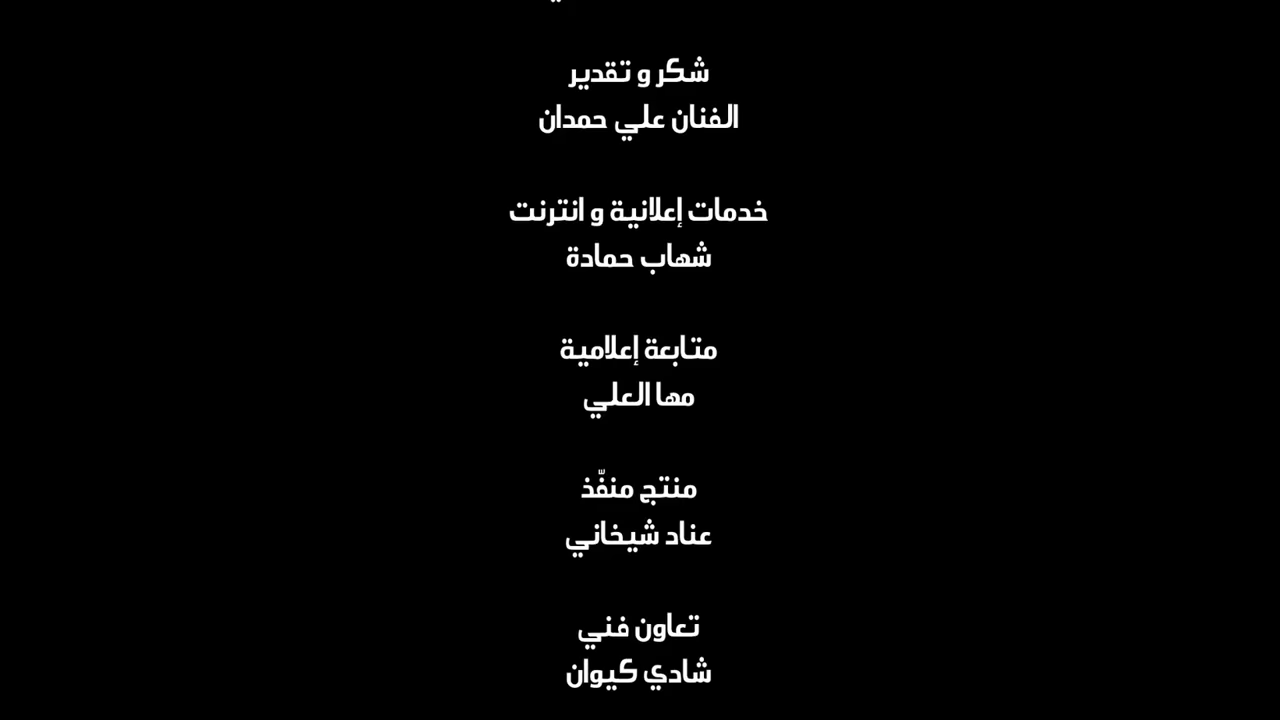 شكر و تقدير
الفنان علي حمدان
خدمات إعلانية و انترنت
شهاب حمادة
متابعة إعلامية
مها العلي
منتج منفّذ
عناد شيخاني
تعاون فني
شادي كيوان